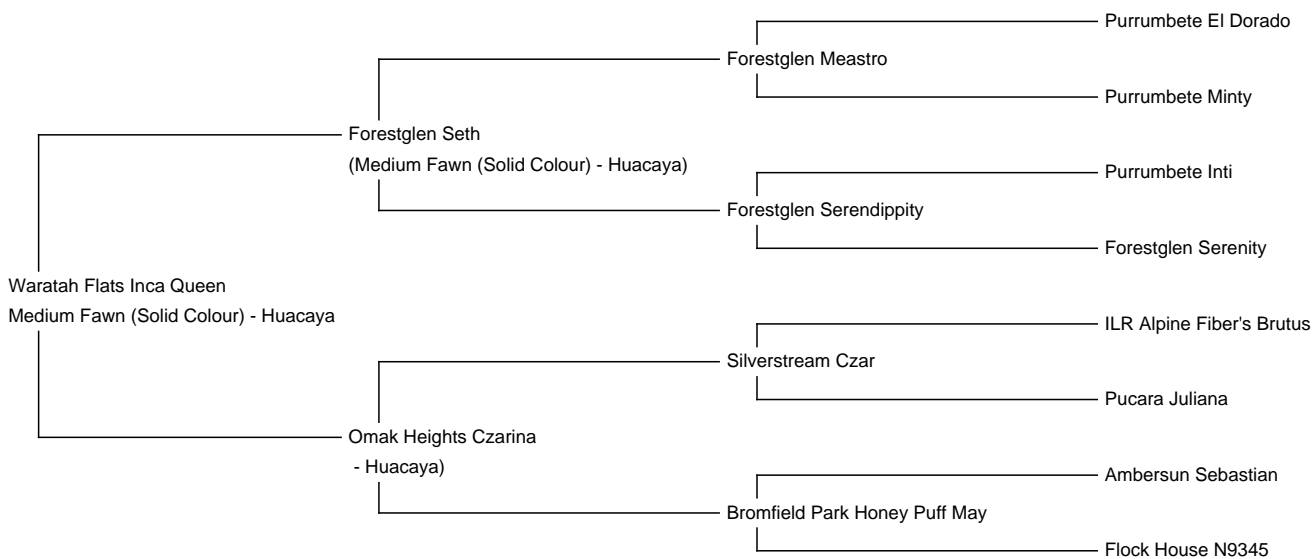 Purrumbete El Dorado
Forestglen Meastro
Purrumbete Minty
Forestglen Seth
(Medium Fawn (Solid Colour) - Huacaya)
Purrumbete Inti
Forestglen Serendippity
Forestglen Serenity
Waratah Flats Inca Queen
Medium Fawn (Solid Colour) - Huacaya
ILR Alpine Fiber's Brutus
Silverstream Czar
Pucara Juliana
Omak Heights Czarina
- Huacaya)
Ambersun Sebastian
Bromfield Park Honey Puff May
Flock House N9345